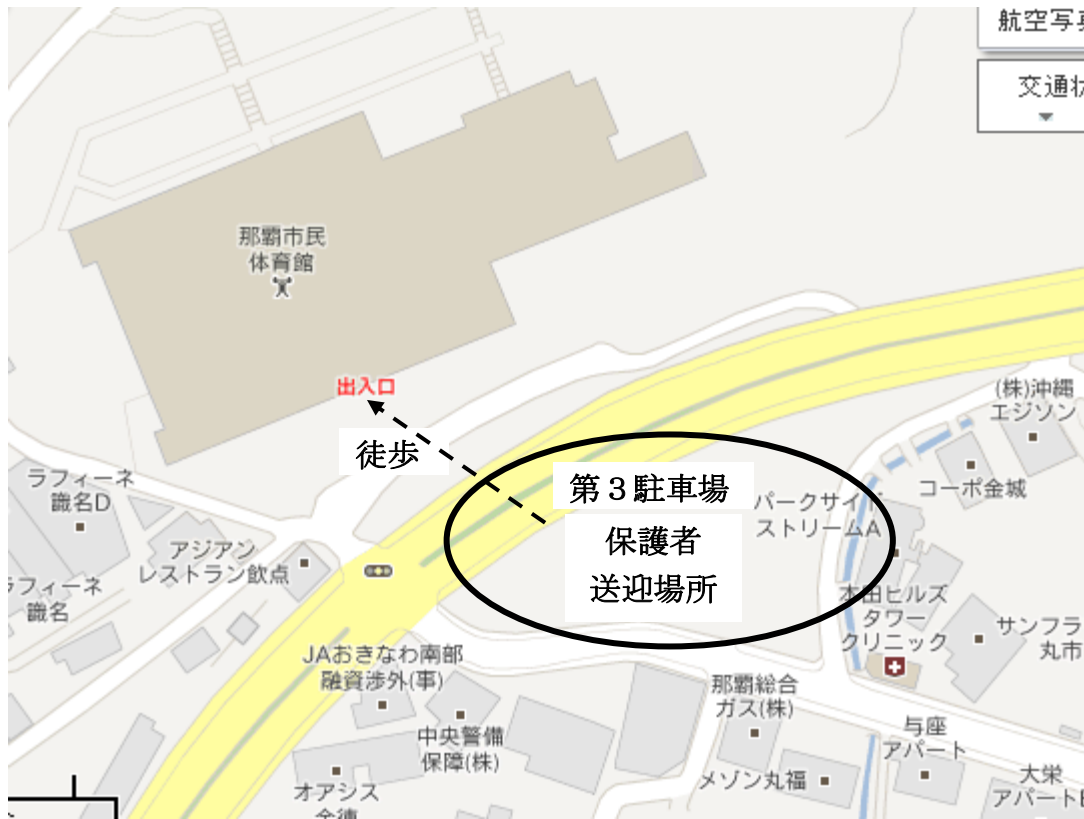 航空写
交通状
那覇市民
体育館
出入口
徒歩
(株)沖縄
エジソン
第３駐車場
保護者
送迎場所
パークサイド
ストリームA
コーポ金城
ラフィーネ
識名D
アジアン
レストラン飲点
ラフィーネ
識名
本田ヒルズ
タワー
クリニック
サンフラ
丸市
JAおきなわ南部
融資渉外(事)
那覇総合
ガス(株)
中央警備
保障(株)
与座
アパート
メゾン丸福
大栄
アパート
オアシス